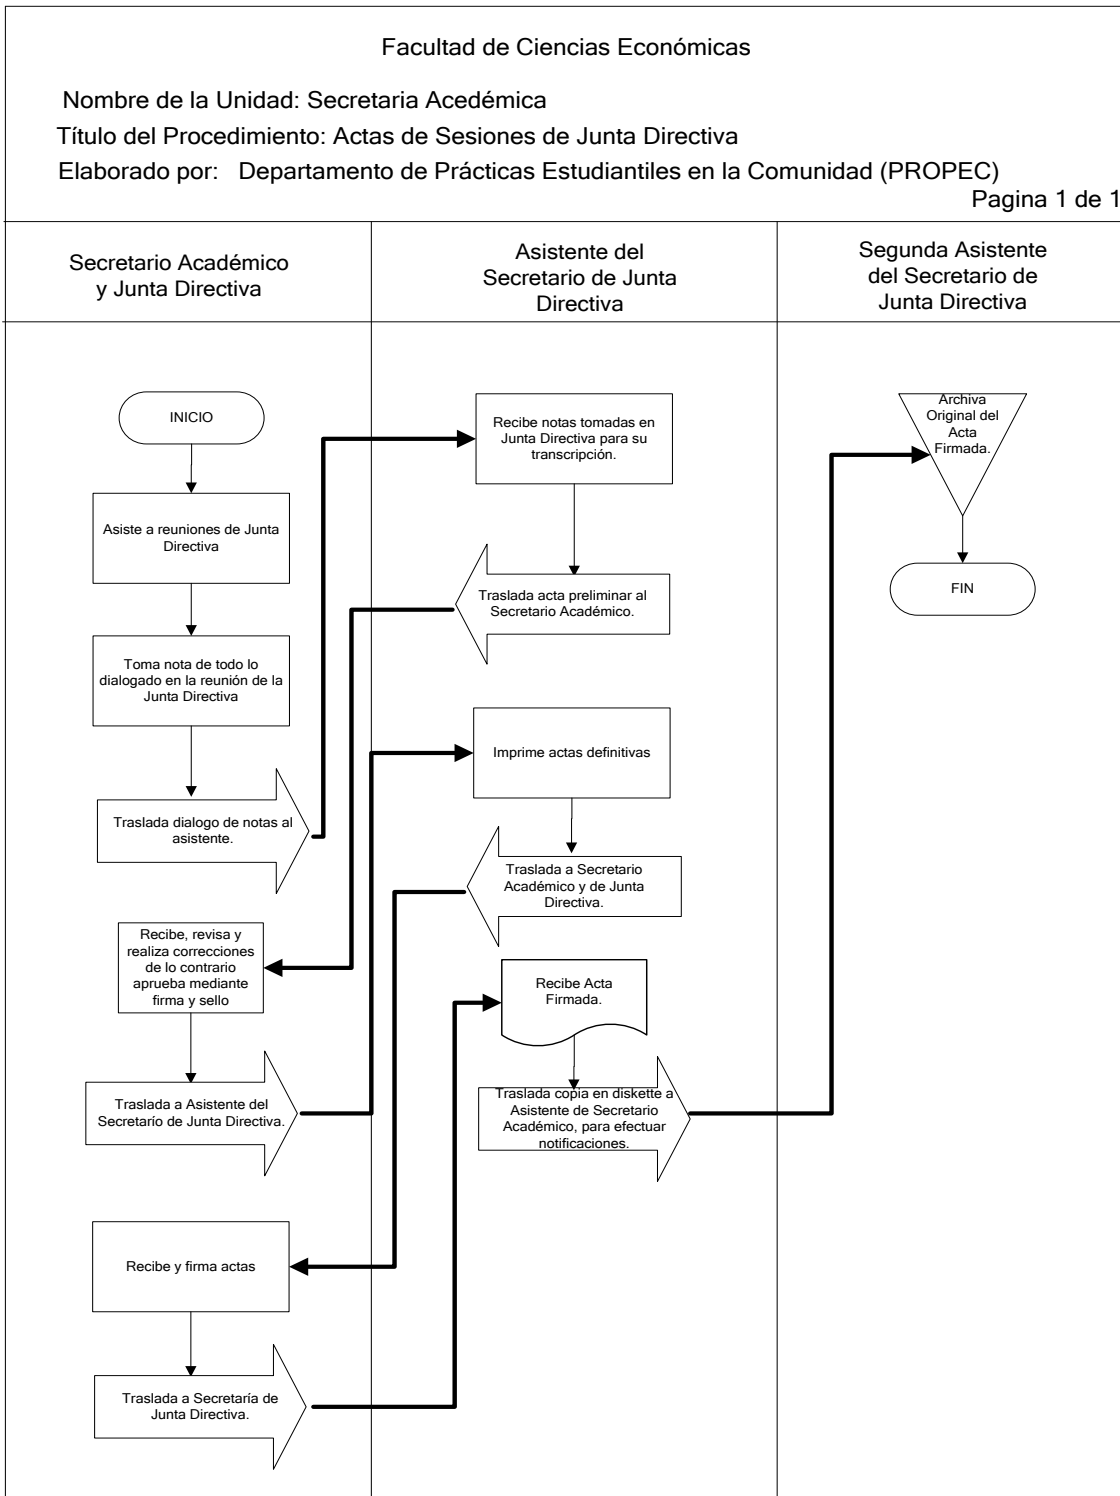 Facultad de Ciencias Económicas
Nombre de la Unidad: Secretaria Acedémica
Título del Procedimiento: Actas de Sesiones de Junta Directiva
Elaborado por: Departamento de Prácticas Estudiantiles en la Comunidad (PROPEC)
Pagina 1 de 1
Secretario Académico
y Junta Directiva
Asistente del
Secretario de Junta
Directiva
Segunda Asistente
del Secretario de
Junta Directiva
INICIO
Asiste a reuniones de Junta
Directiva
Toma nota de todo lo
dialogado en la reunión de la
Junta Directiva
Traslada dialogo de notas al
asistente.
Recibe notas tomadas en
Junta Directiva para su
transcripción.
Traslada acta preliminar al
Secretario Académico.
Recibe, revisa y
realiza correcciones
de lo contrario
aprueba mediante
firma y sello
Traslada a Asistente del
Secretarío de Junta Directiva.
Imprime actas definitivas
Traslada a Secretario
Académico y de Junta
Directiva.
Recibe y firma actas
Traslada a Secretaría de
Junta Directiva.
Recibe Acta
Firmada.
Traslada copia en diskette a
Asistente de Secretario
Académico, para efectuar
notificaciones.
Archiva
Original del
Acta
Firmada.
FIN